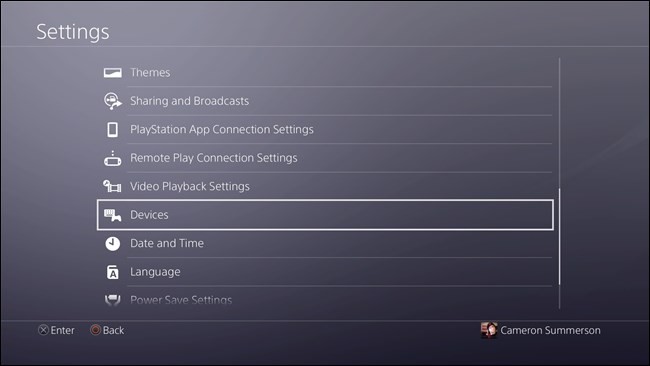 Settings
Themes
Sharing and Broadcasts
PlayStation App Connection Settings
Remote Play Connection Settings
Video Playback Settings
Devices
Date and Time
Language
Power Save Settings
Enter Back Cameron Summerson